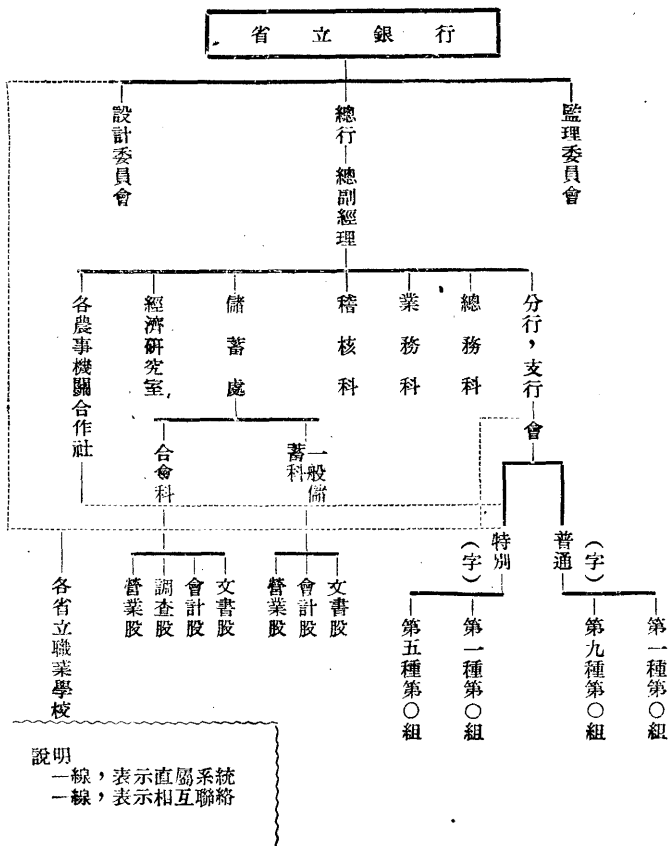 省立銀行
監理委員會
總行—總副經理
設計委員會
分行，支行
總務科
業務科
稽核科
儲蓄處
經濟研究室
各農事機關合作社
會
一般儲
蓄科
合會科
普通
（字）
特別
（字）
第一種第〇組
第九種第〇組
第一種第〇組
第五種第〇組
文書股
會計股
營業股
文書股
會計股
調查股
營業股
各省立職業學校
說明
—線，表示直屬系統
—線，表示相互聯絡